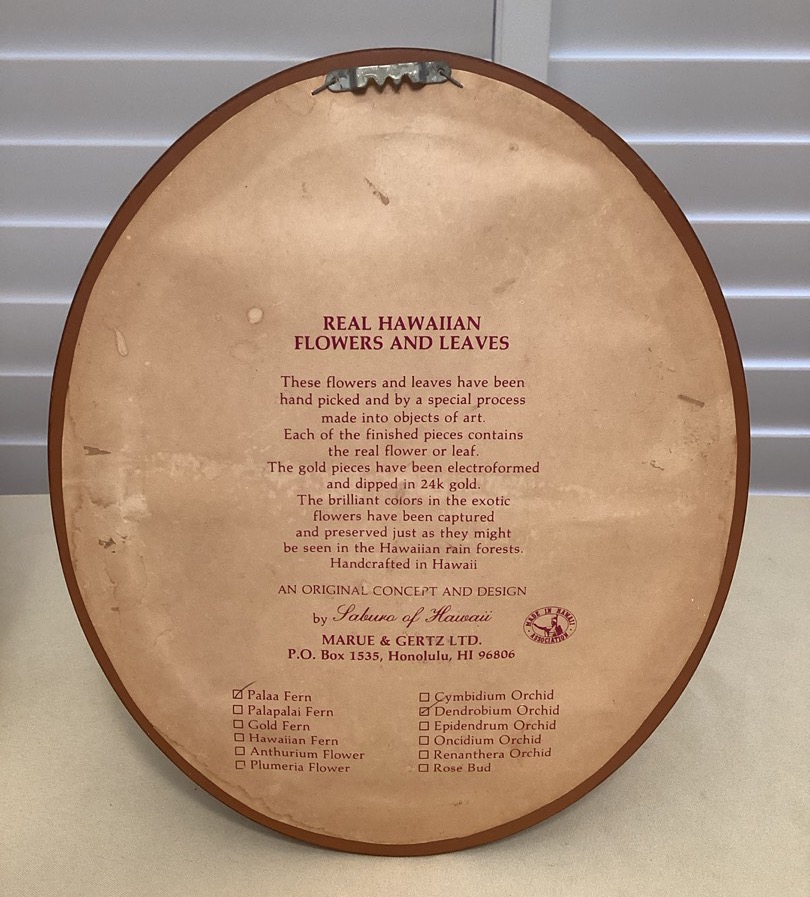 REAL HAWAIIAN
FLOWERS AND LEAVES
These flowers and leaves have been
hand picked and by a special process
made into objects of art.
Each of the finished pieces contains
the real flower or leaf.
The gold pieces have been electroformed
and dipped in 24k gold.
The brilliant colors in the exotic
flowers have been captured
and preserved just as they might
be seen in the Hawaiian rain forests.
Handcrafted in Hawaii
AN ORIGINAL CONCEPT AND DESIGN
by Saburo of Hawaii
MADE IN HAWAII
ASSOCIATION
MARUE & GERTZ LTD.
P.O. Box 1535, Honolulu, HI 96806
☑ Palaa Fern
☐ Palapalai Fern
☐ Gold Fern
☐ Hawaiian Fern
☐ Anthurium Flower
☐ Plumeria Flower
☐ Cymbidium Orchid
☑ Dendrobium Orchid
☐ Epidendrum Orchid
☐ Oncidium Orchid
☐ Renanthera Orchid
☐ Rose Bud